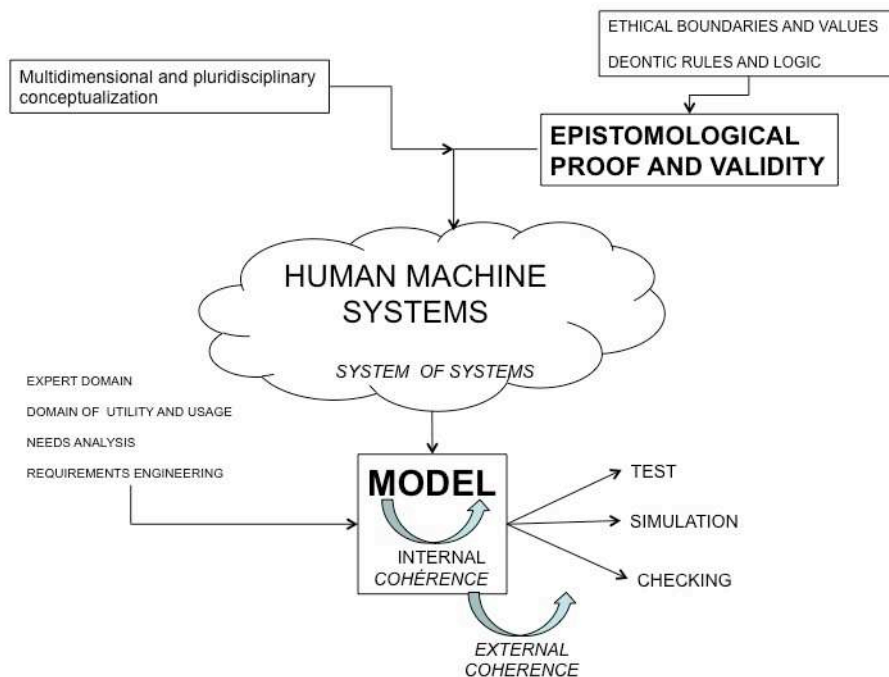 ETHICAL BOUNDARIES AND VALUES
DEONTIC RULES AND LOGIC
Multidimensional and pluridisciplinary
conceptualization
EPISTOMOLOGICAL
PROOF AND VALIDITY
HUMAN MACHINE
SYSTEMS
SYSTEM OF SYSTEMS
EXPERT DOMAIN
DOMAIN OF UTILITY AND USAGE
NEEDS ANALYSIS
REQUIREMENTS ENGINEERING
MODEL
INTERNAL
COHÉRENCE
TEST
SIMULATION
CHECKING
EXTERNAL
COHERENCE